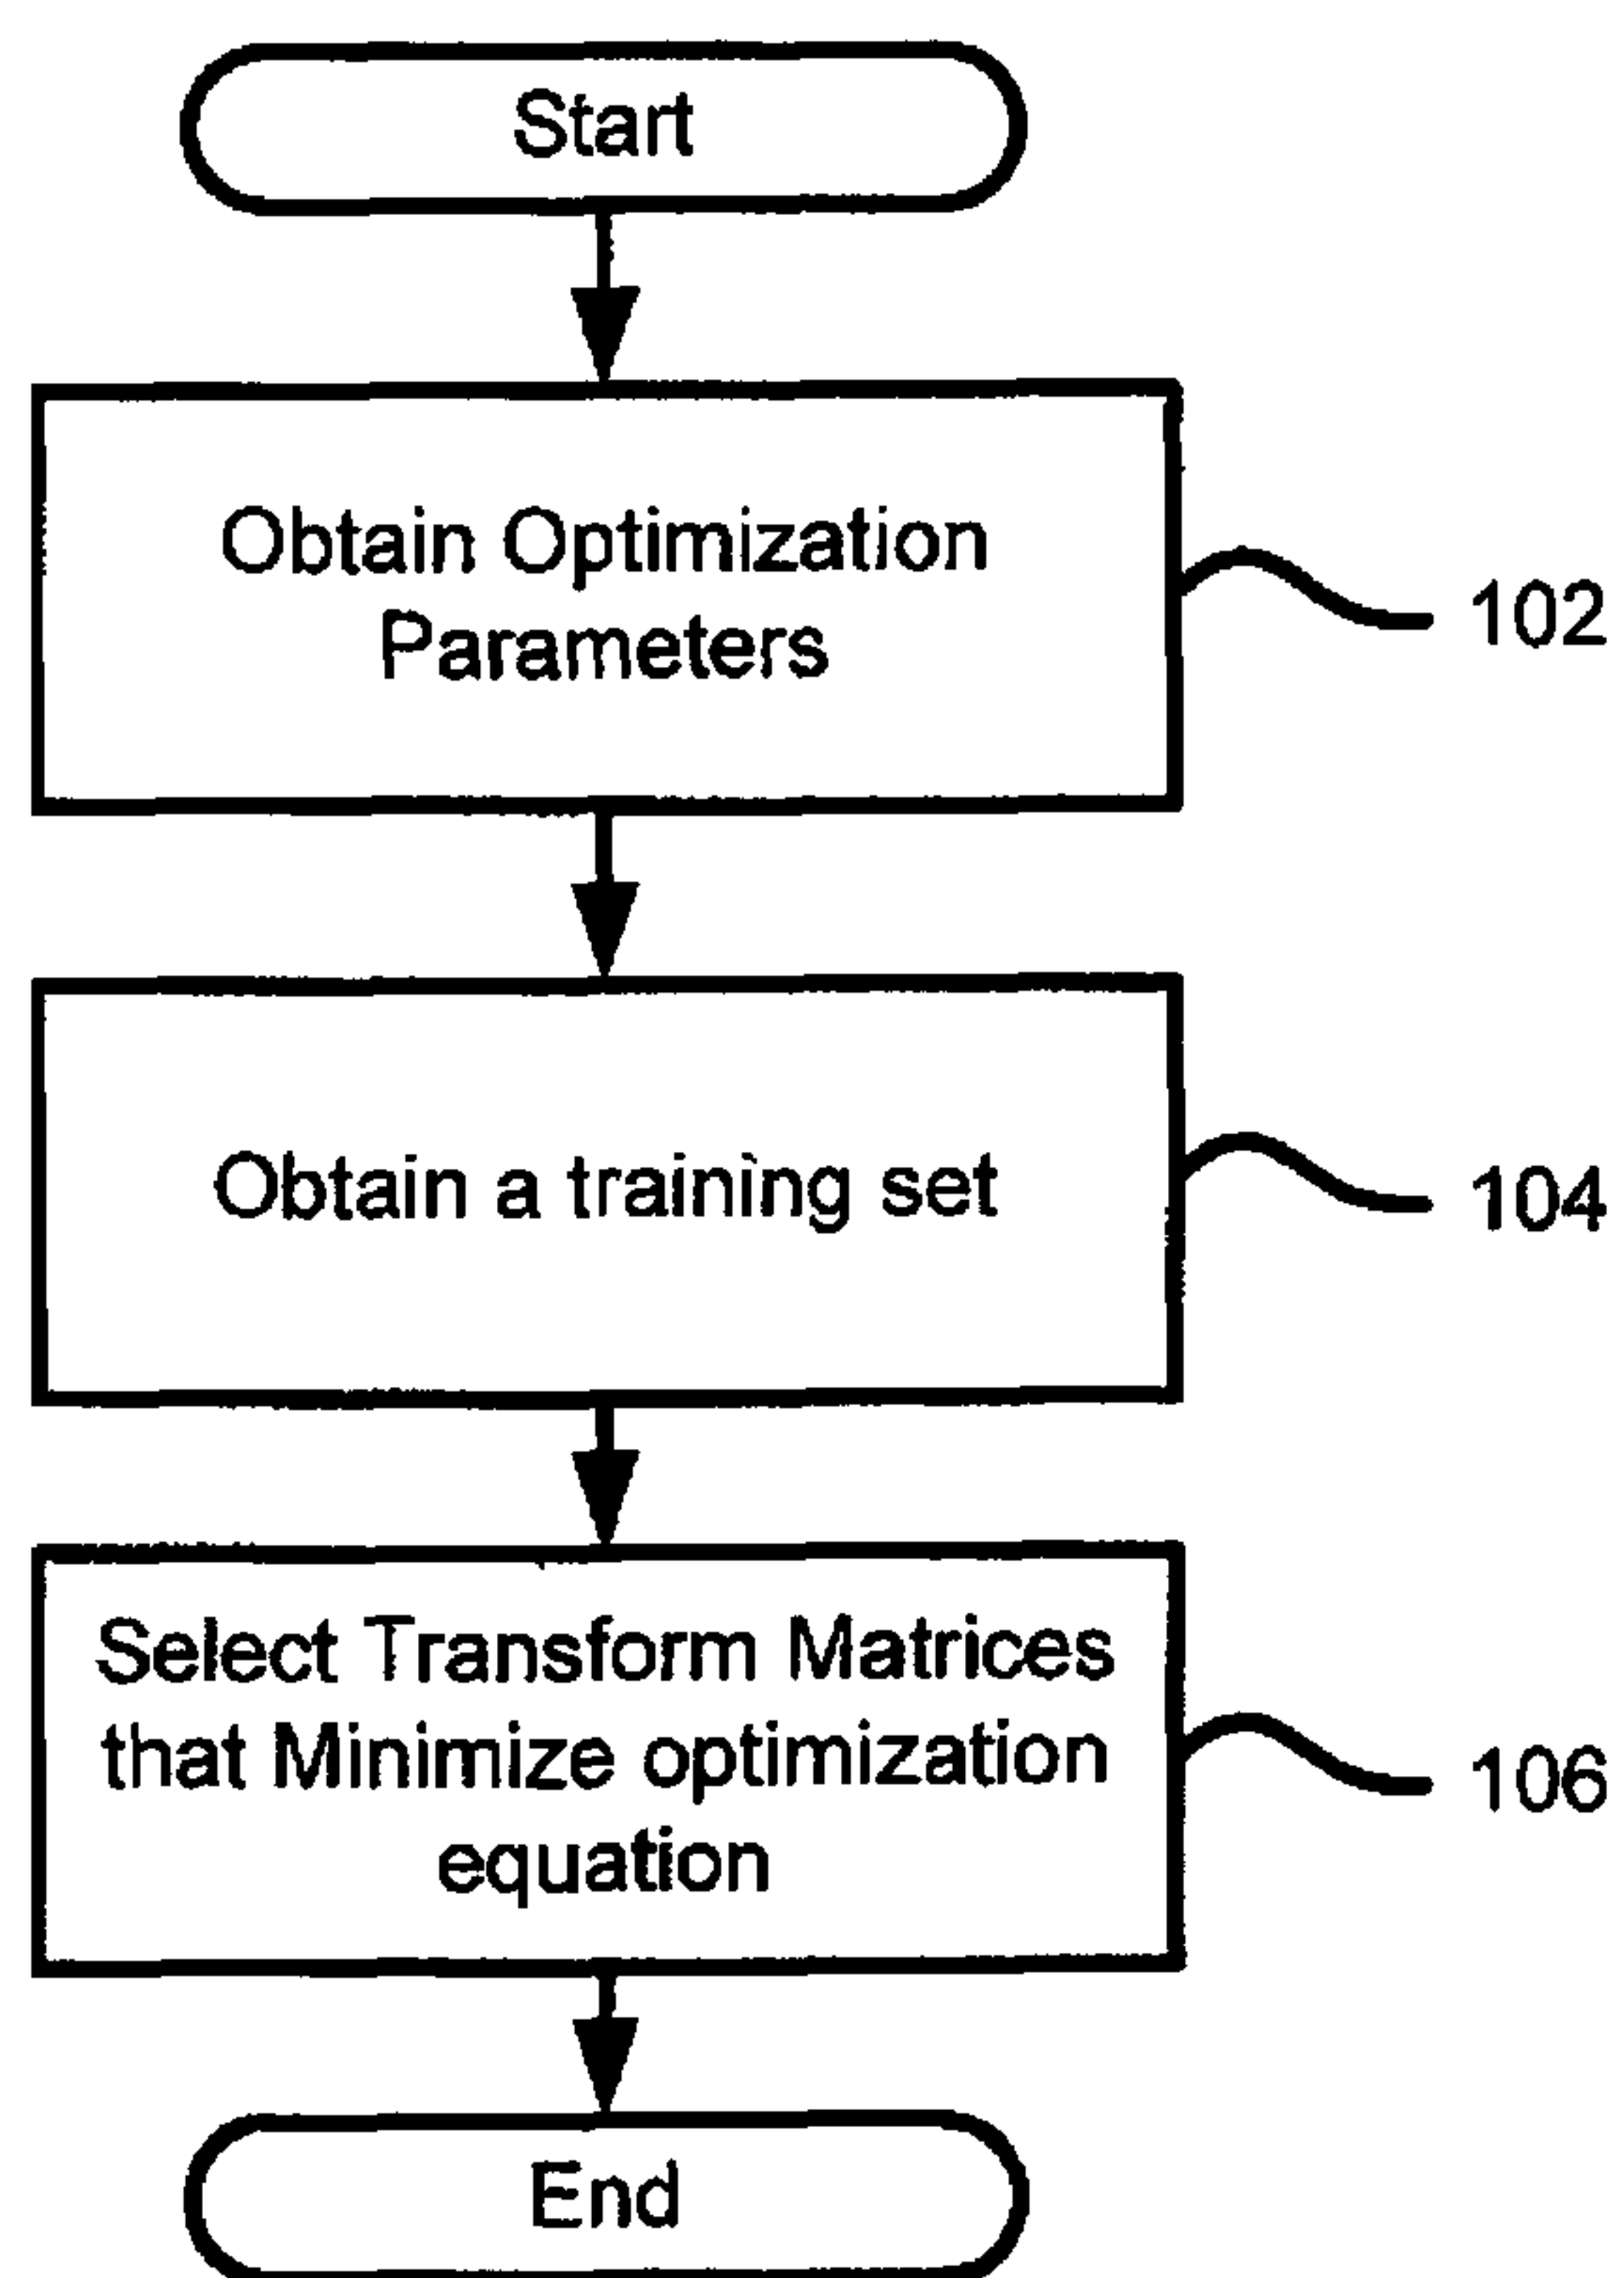 Start
Obtain Optimization
Parameters
102
Obtain a training set
104
Select Transform Matrices
that Minimize optimization
equation
106
End